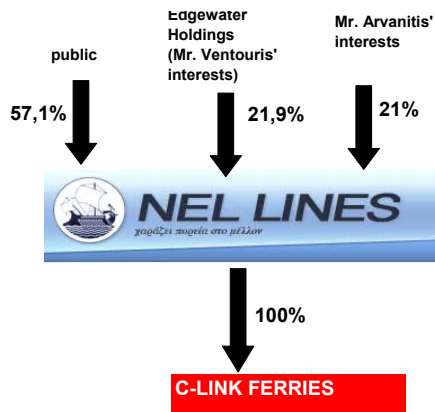 public
Edgewater
Holdings
(Mr. Ventouris'
interests)
Mr. Arvanitis'
interests
57,1%
21,9%
21%
NEL LINES
χαράζει πορεία στο μέλλον
100%
C-LINK FERRIES